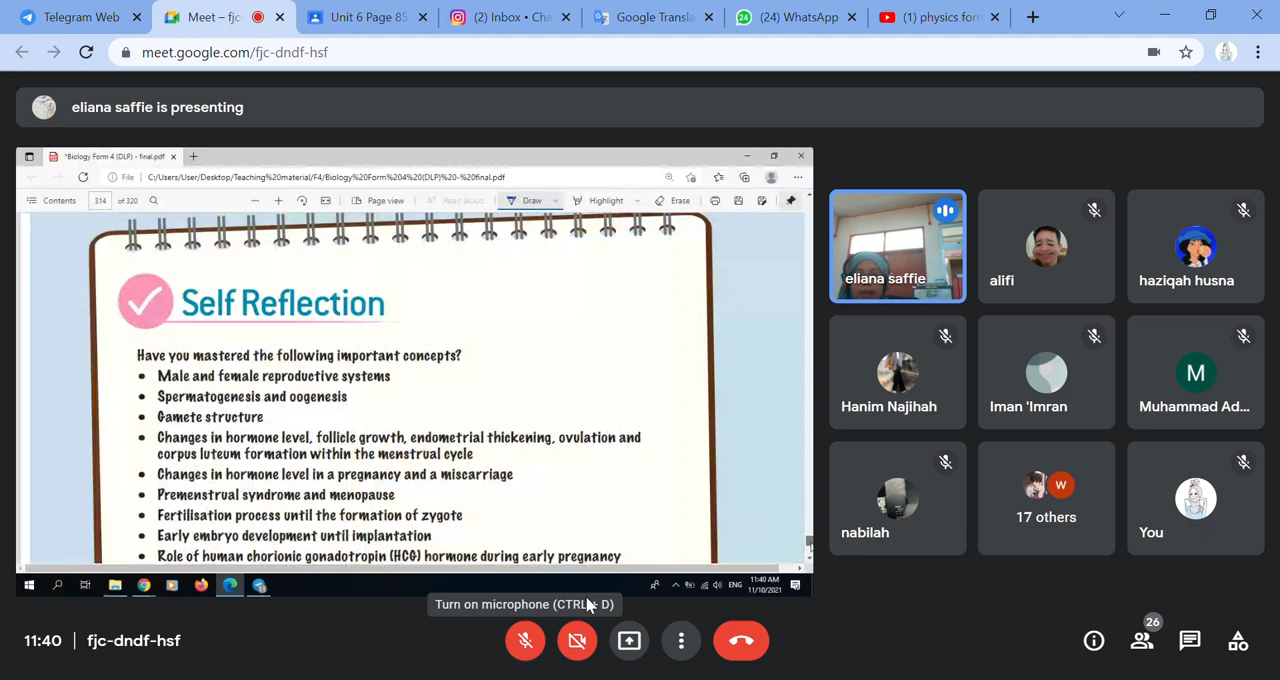 Telegram Web
Meet – fjc-
Unit 6 Page 85
(2) Inbox • Cha
Google Transla
(24) WhatsApp
(1) physics form
meet.google.com/fjc-dndf-hsf
eliana saffie is presenting
*Biology Form 4 (DLP) - final.pdf
File
C:/Users/User/Desktop/Teaching%20material/F4/Biology%20Form%204%20(DLP)%20-%20final.pdf
Contents
314
of 320
Page view
Read aloud
Draw
Highlight
Erase
Self Reflection
Have you mastered the following important concepts?
• Male and female reproductive systems
• Spermatogenesis and oogenesis
• Gamete structure
• Changes in hormone level, follicle growth, endometrial thickening, ovulation and
corpus luteum formation within the menstrual cycle
• Changes in hormone level in a pregnancy and a miscarriage
• Premenstrual syndrome and menopause
• Fertilisation process until the formation of zygote
• Early embryo development until implantation
• Role of human chorionic gonadotropin (HCG) hormone during early pregnancy
ENG
11:40 AM
11/10/2021
eliana saffie
alifi
haziqah husna
Hanim Najihah
Iman 'Imran
M
Muhammad Ad...
nabilah
W
17 others
You
Turn on microphone (CTRL + D)
11:40
fjc-dndf-hsf
26